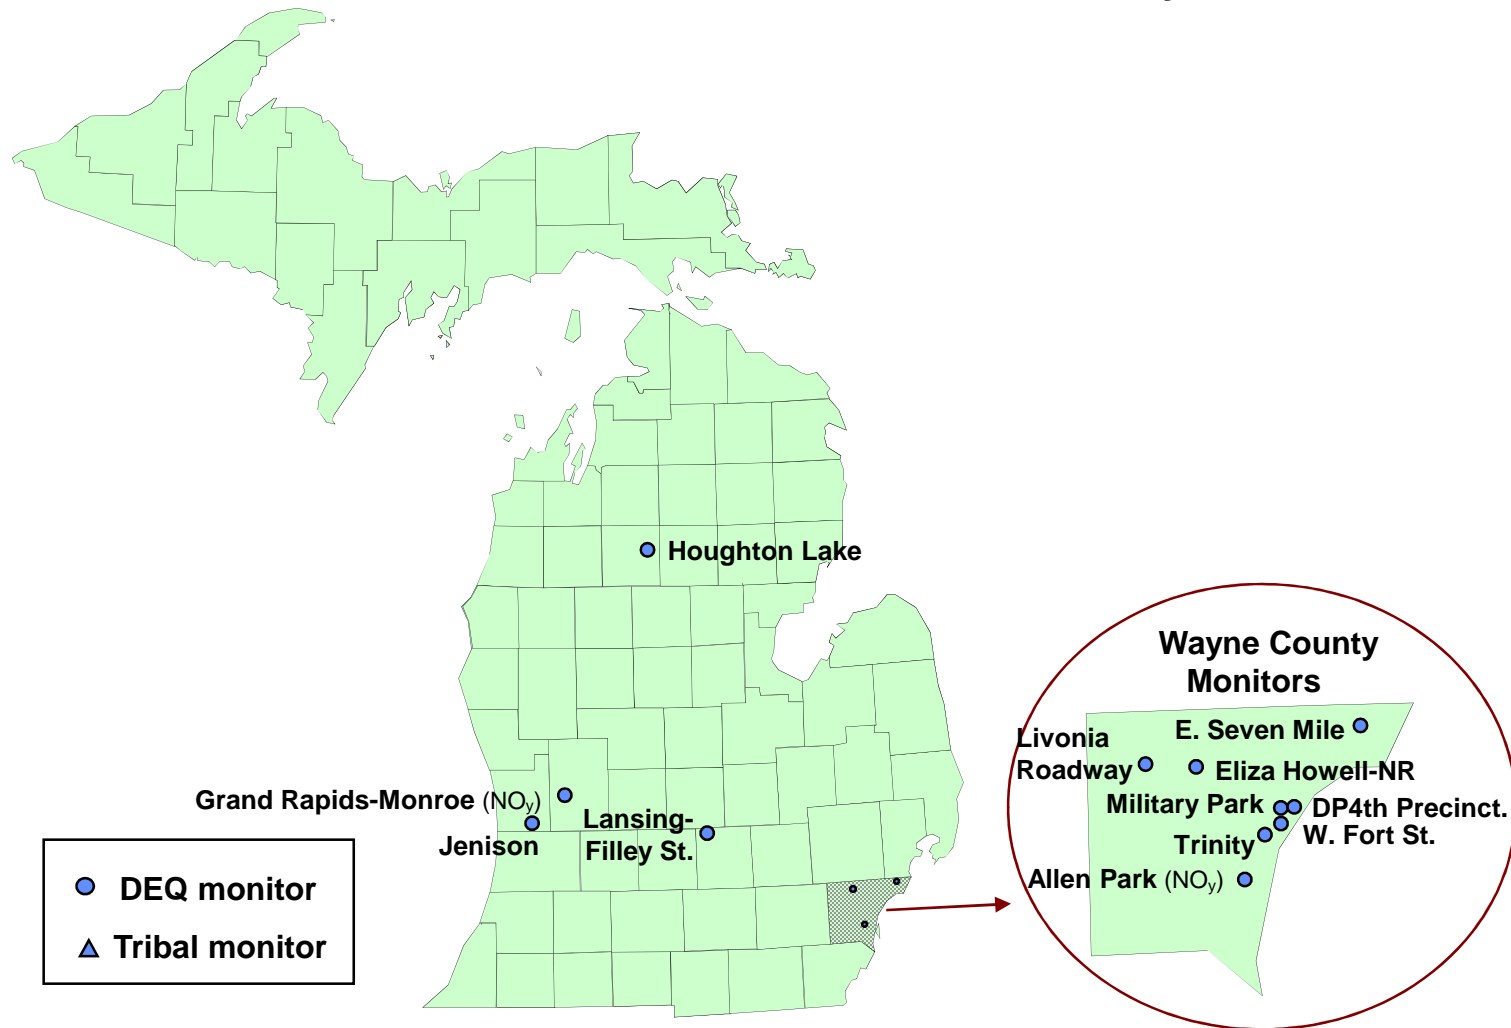 Houghton Lake
Grand Rapids-Monroe (NOy)
Jenison
Lansing-
Filley St.
DEQ monitor
Tribal monitor
Wayne County
Monitors
E. Seven Mile
Livonia
Roadway
Eliza Howell-NR
Military Park
DP4th Precinct.
W. Fort St.
Trinity
Allen Park (NOy)